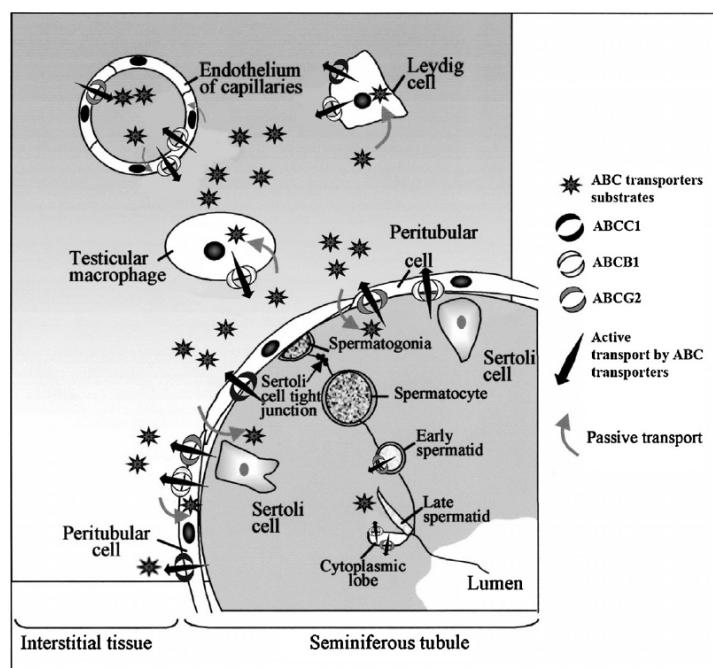 Endothelium
of capillaries
Leydig
cell
Testicular
macrophage
Peritubular
cell
Spermatogonia
Sertoli
cell tight
junction
Sertoli
cell
Spermatocyte
Early
spermatid
Sertoli
cell
Late
spermatid
Peritubular
cell
Cytoplasmic
lobe
Lumen
Interstitial tissue
Seminiferous tubule
ABC transporters
substrates
ABCC1
ABCB1
ABCG2
Active
transport by ABC
transporters
Passive transport